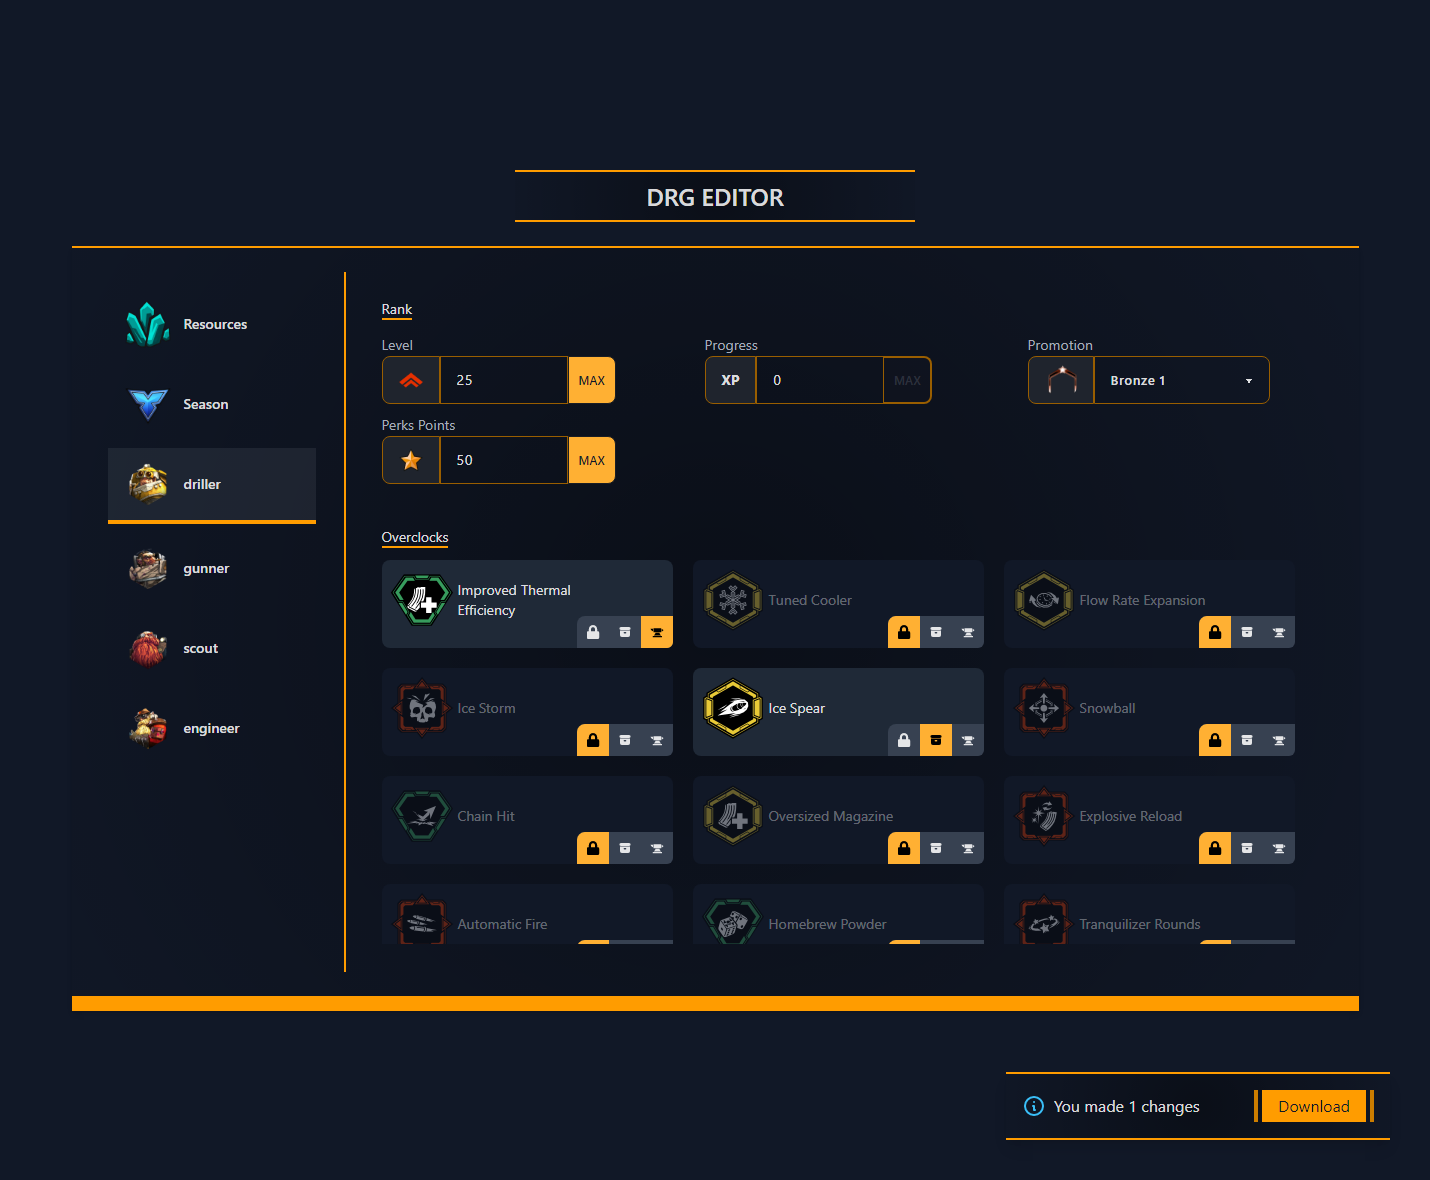 DRG EDITOR
Resources
Season
driller
gunner
scout
engineer
Rank
Level
25
MAX
Progress
XP
0
MAX
Promotion
Bronze 1
Perks Points
50
MAX
Overclocks
Improved Thermal
Efficiency
Tuned Cooler
Flow Rate Expansion
Ice Storm
Ice Spear
Snowball
Chain Hit
Oversized Magazine
Explosive Reload
Automatic Fire
Homebrew Powder
Tranquilizer Rounds
You made 1 changes
Download